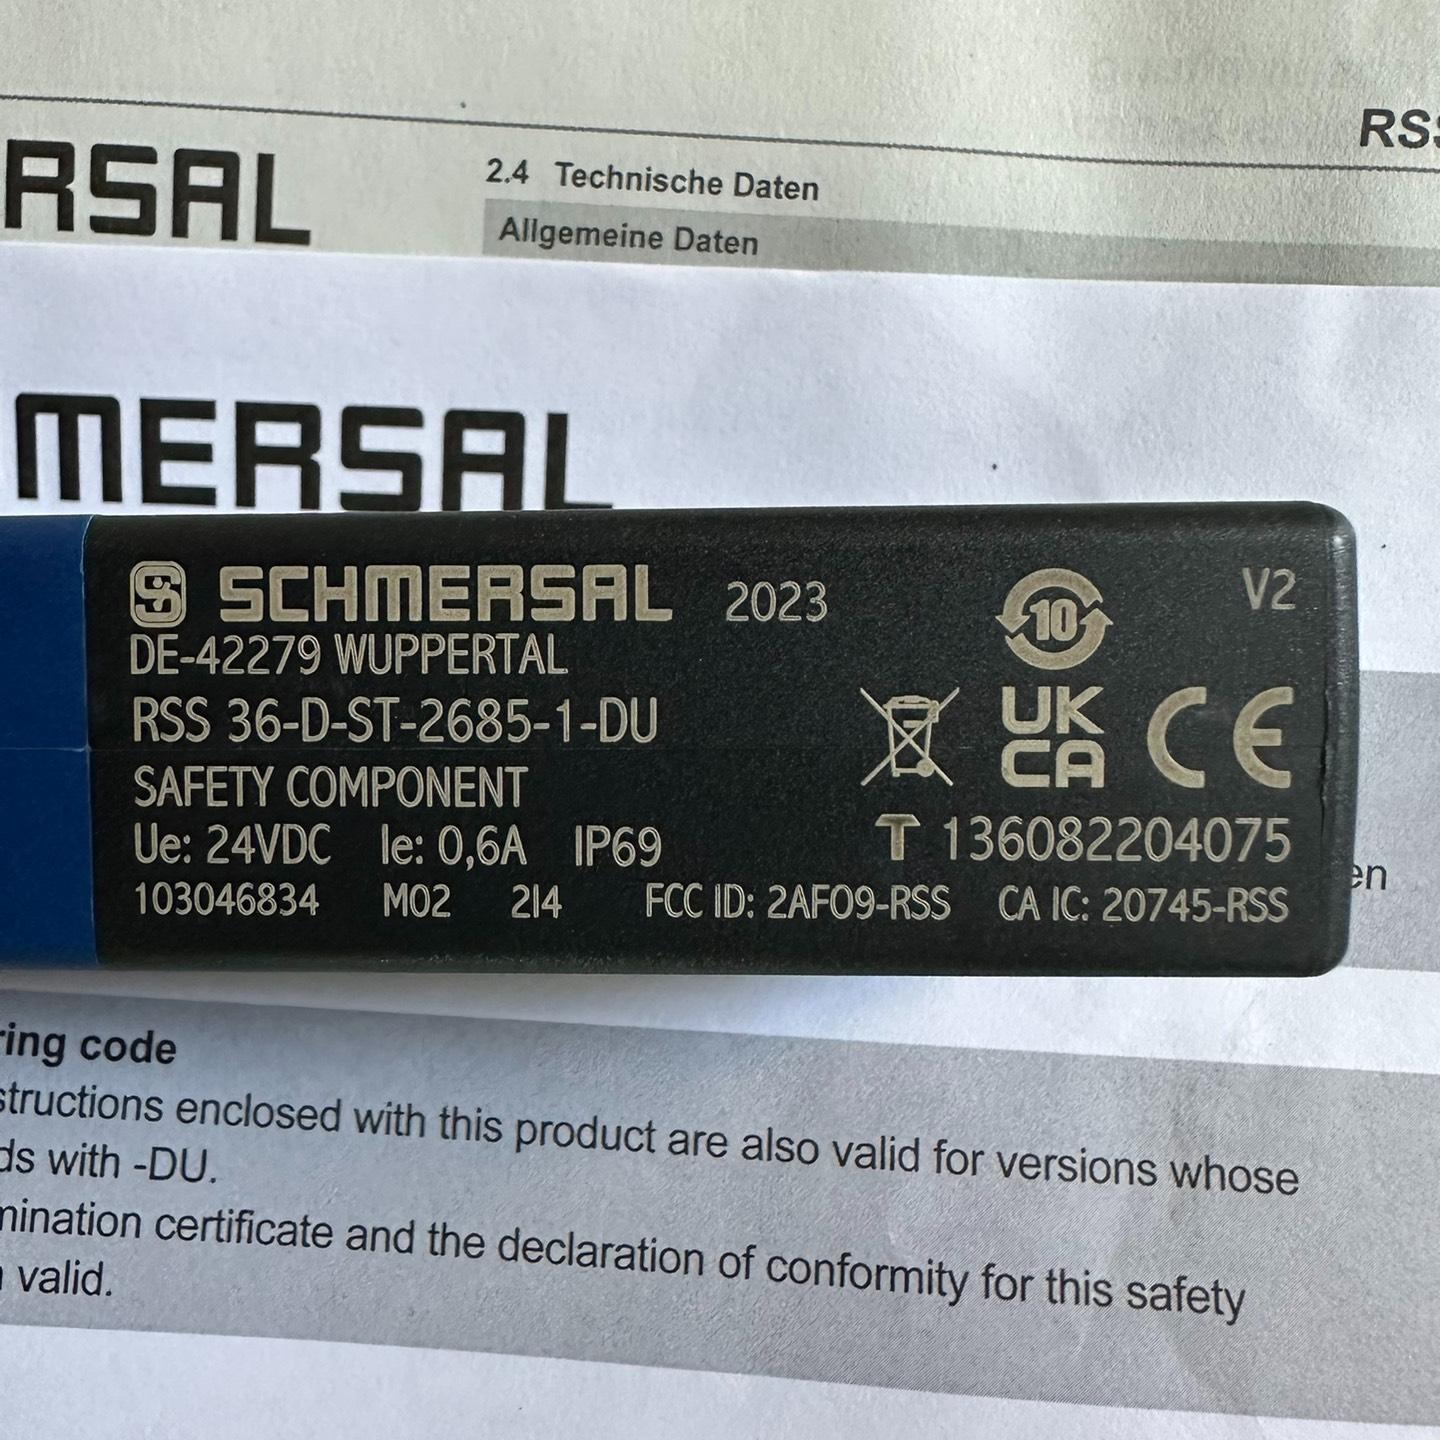 RSS
RSAL
2.4 Technische Daten
Allgemeine Daten
MERSAL
SCHMERSAL 2023 10 V2
DE-42279 WUPPERTAL
RSS 36-D-ST-2685-1-DU UK CA CE
SAFETY COMPONENT
Ue: 24VDC Ie: 0,6A IP69 T 136082204075
103046834 M02 2I4 FCC ID: 2AFO9-RSS CA IC: 20745-RSS
en
ring code
structions enclosed with this product are also valid for versions whose
ds with -DU.
mination certificate and the declaration of conformity for this safety
valid.